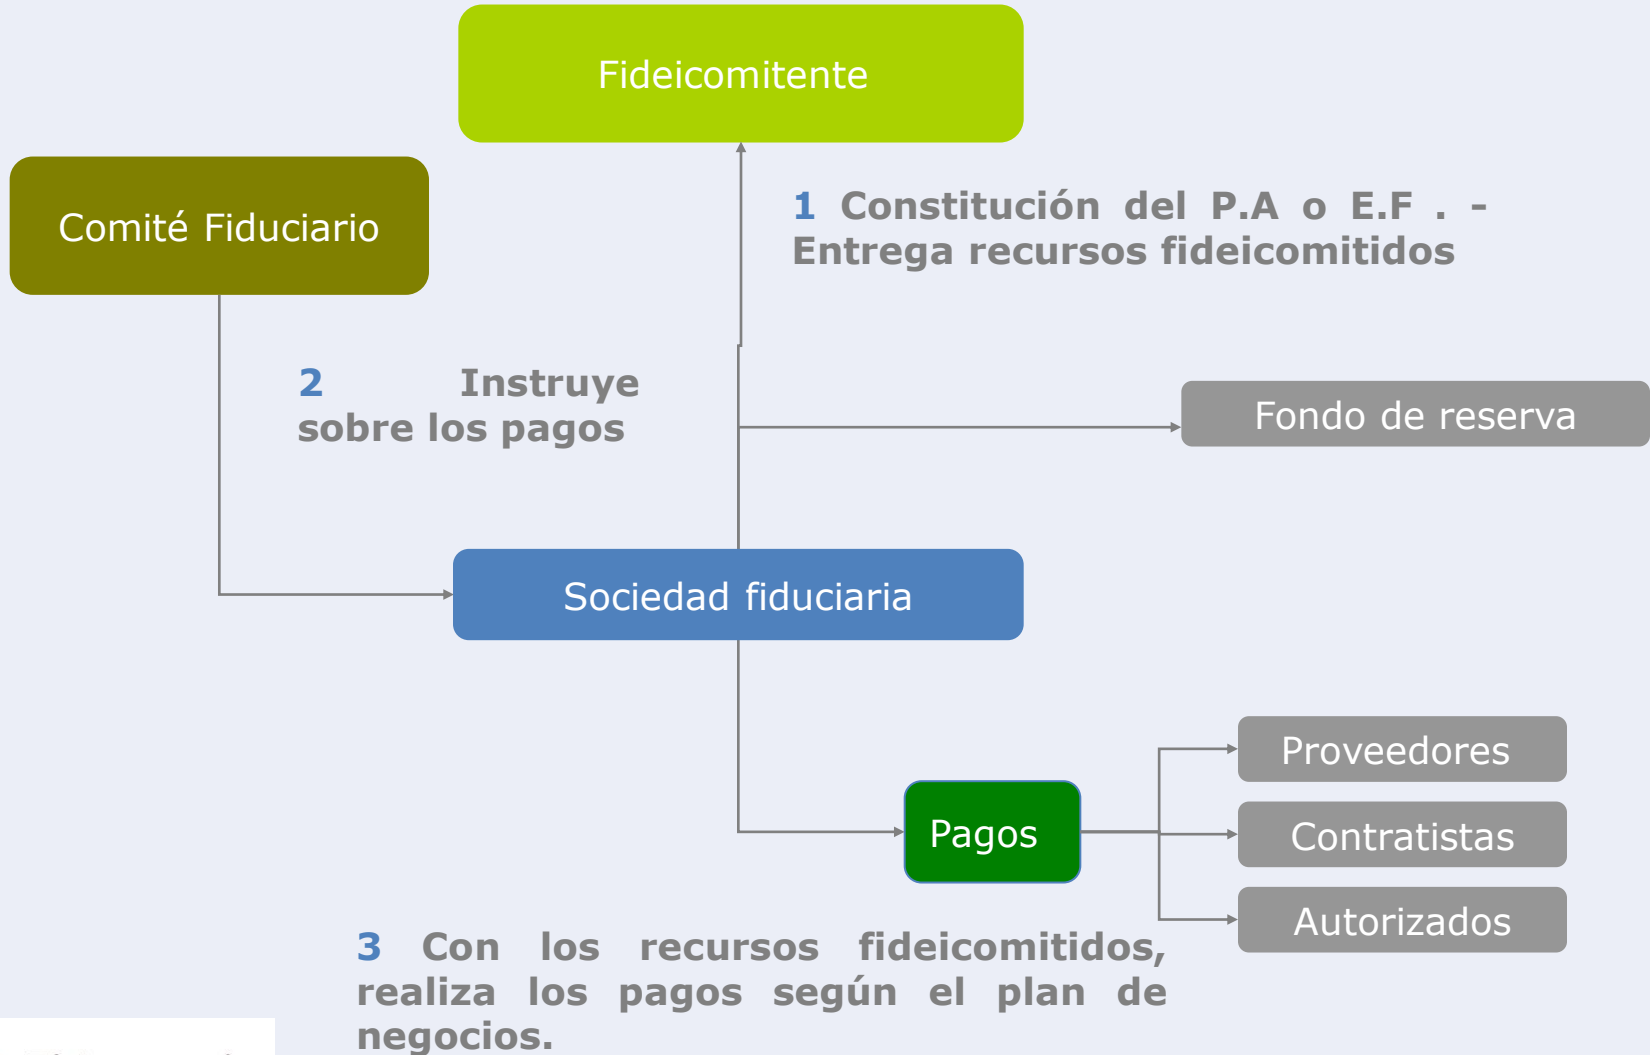 Fideicomitente
Comité Fiduciario
1 Constitución del P.A o E.F . -
Entrega recursos fideicomitidos
2 Instruye
sobre los pagos
Fondo de reserva
Sociedad fiduciaria
Proveedores
Pagos
Contratistas
Autorizados
3 Con los recursos fideicomitidos,
realiza los pagos según el plan de
negocios.